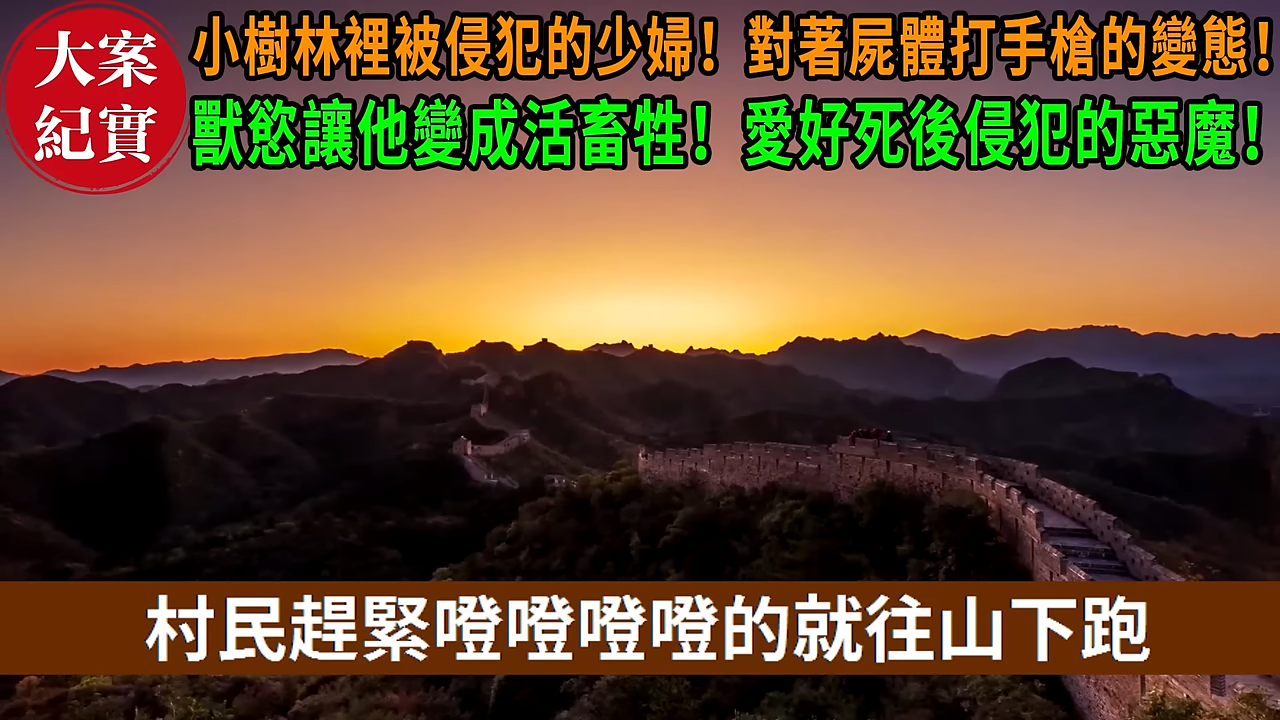 大案
紀實
小樹林裡被侵犯的少婦！對著屍體打手槍的變態！
獸慾讓他變成活畜牲！愛好死後侵犯的惡魔！
村民趕緊噔噔噔噔的就往山下跑